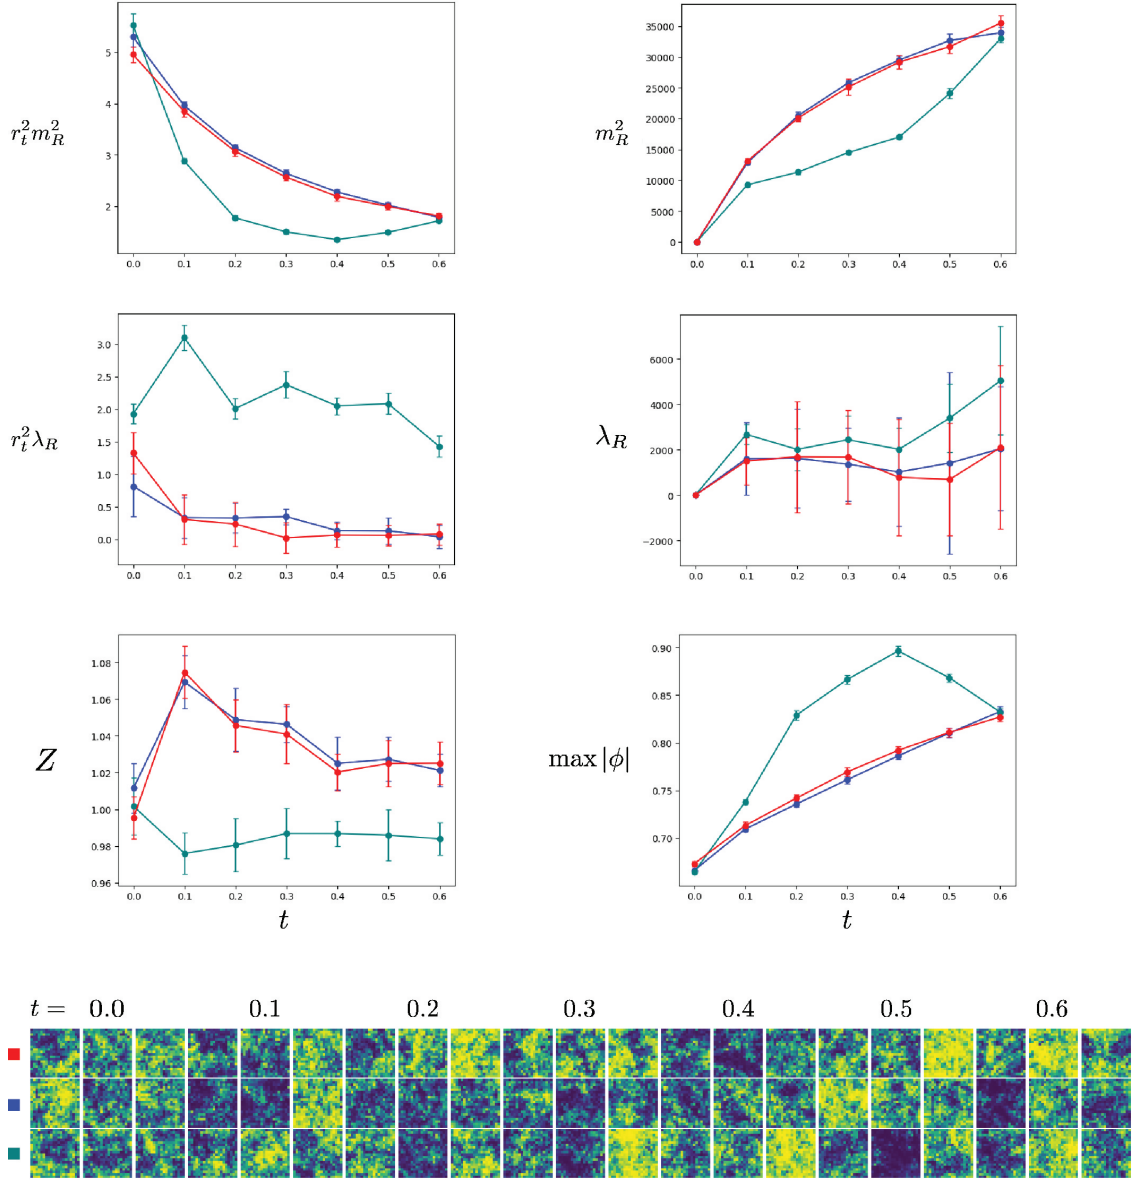 5
4
3
2
r_t^2 m_R^2
0.0 0.1 0.2 0.3 0.4 0.5 0.6
35000
30000
25000
20000
15000
10000
5000
0
m_R^2
0.0 0.1 0.2 0.3 0.4 0.5 0.6
3.0
2.5
2.0
1.5
1.0
0.5
0.0
r_t^2 λ_R
0.0 0.1 0.2 0.3 0.4 0.5 0.6
6000
4000
2000
0
−2000
λ_R
0.0 0.1 0.2 0.3 0.4 0.5 0.6
1.08
1.06
1.04
1.02
1.00
0.98
0.96
Z
0.0 0.1 0.2 0.3 0.4 0.5 0.6
t
0.90
0.85
0.80
0.75
0.70
max |ϕ|
0.0 0.1 0.2 0.3 0.4 0.5 0.6
t
t = 0.0 0.1 0.2 0.3 0.4 0.5 0.6